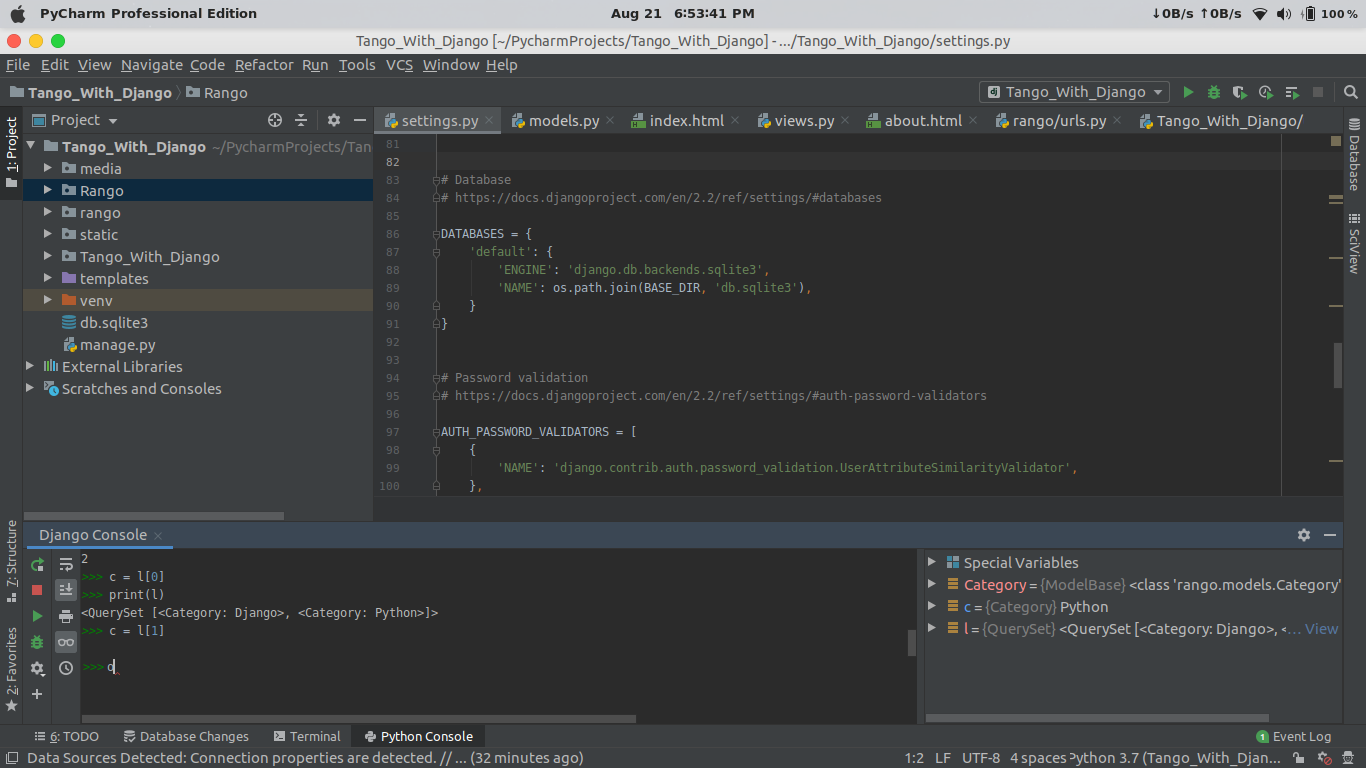 PyCharm Professional Edition
Aug 21 6:53:41 PM
↓0B/s ↑0B/s
100 %
Tango_With_Django [~/PycharmProjects/Tango_With_Django] - .../Tango_With_Django/settings.py
File Edit View Navigate Code Refactor Run Tools VCS Window Help
Tango_With_Django
Rango
Tango_With_Django
1: Project
Project
settings.py
models.py
index.html
views.py
about.html
rango/urls.py
Tango_With_Django/
Tango_With_Django ~/PycharmProjects/Tan
media
Rango
rango
static
Tango_With_Django
templates
venv
db.sqlite3
manage.py
External Libraries
Scratches and Consoles
81
82
83 # Database
84 # https://docs.djangoproject.com/en/2.2/ref/settings/#databases
85
86 DATABASES = {
87 'default': {
88 'ENGINE': 'django.db.backends.sqlite3',
89 'NAME': os.path.join(BASE_DIR, 'db.sqlite3'),
90 }
91 }
92
93
94 # Password validation
95 # https://docs.djangoproject.com/en/2.2/ref/settings/#auth-password-validators
96
97 AUTH_PASSWORD_VALIDATORS = [
98 {
99 'NAME': 'django.contrib.auth.password_validation.UserAttributeSimilarityValidator',
100 },
Database
SciView
7: Structure
2: Favorites
Django Console
2
>>> c = l[0]
>>> print(l)
<QuerySet [<Category: Django>, <Category: Python>]>
>>> c = l[1]
>>> o
Special Variables
Category = {ModelBase} <class 'rango.models.Category'
c = {Category} Python
l = {QuerySet} <QuerySet [<Category: Django>, <... View
6: TODO
Database Changes
Terminal
Python Console
1 Event Log
Data Sources Detected: Connection properties are detected. // ... (32 minutes ago)
1:2 LF UTF-8 4 spaces Python 3.7 (Tango_With_Djan...